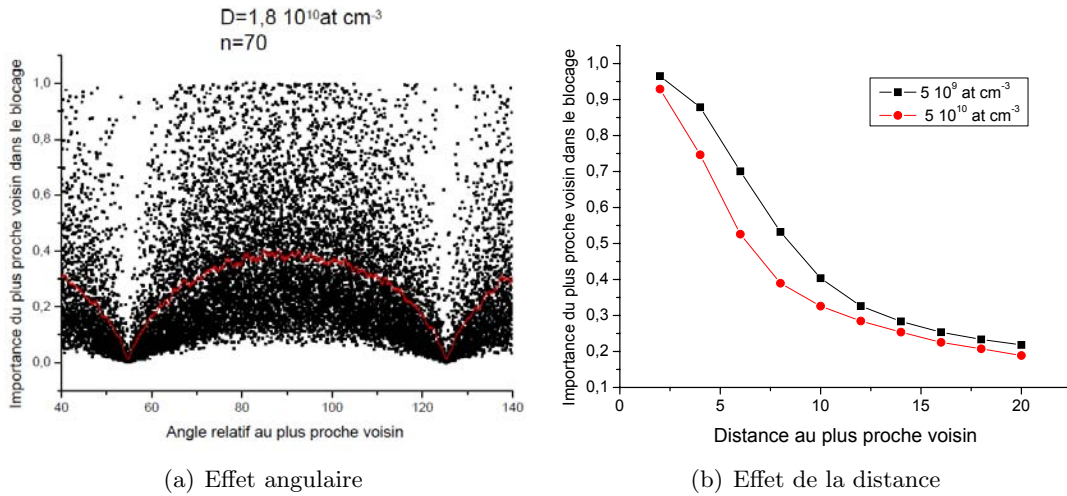 D=1,8 10¹⁰at cm⁻³
n=70
Importance du plus proche voisin dans le blocage
1,0
0,8
0,6
0,4
0,2
0,0
40
60
80
100
120
140
Angle relatif au plus proche voisin
(a) Effet angulaire
Importance du plus proche voisin dans le blocage
1,0
0,9
0,8
0,7
0,6
0,5
0,4
0,3
0,2
0,1
0
5
10
15
20
5 10⁹ at cm⁻³
5 10¹⁰ at cm⁻³
Distance au plus proche voisin
(b) Effet de la distance